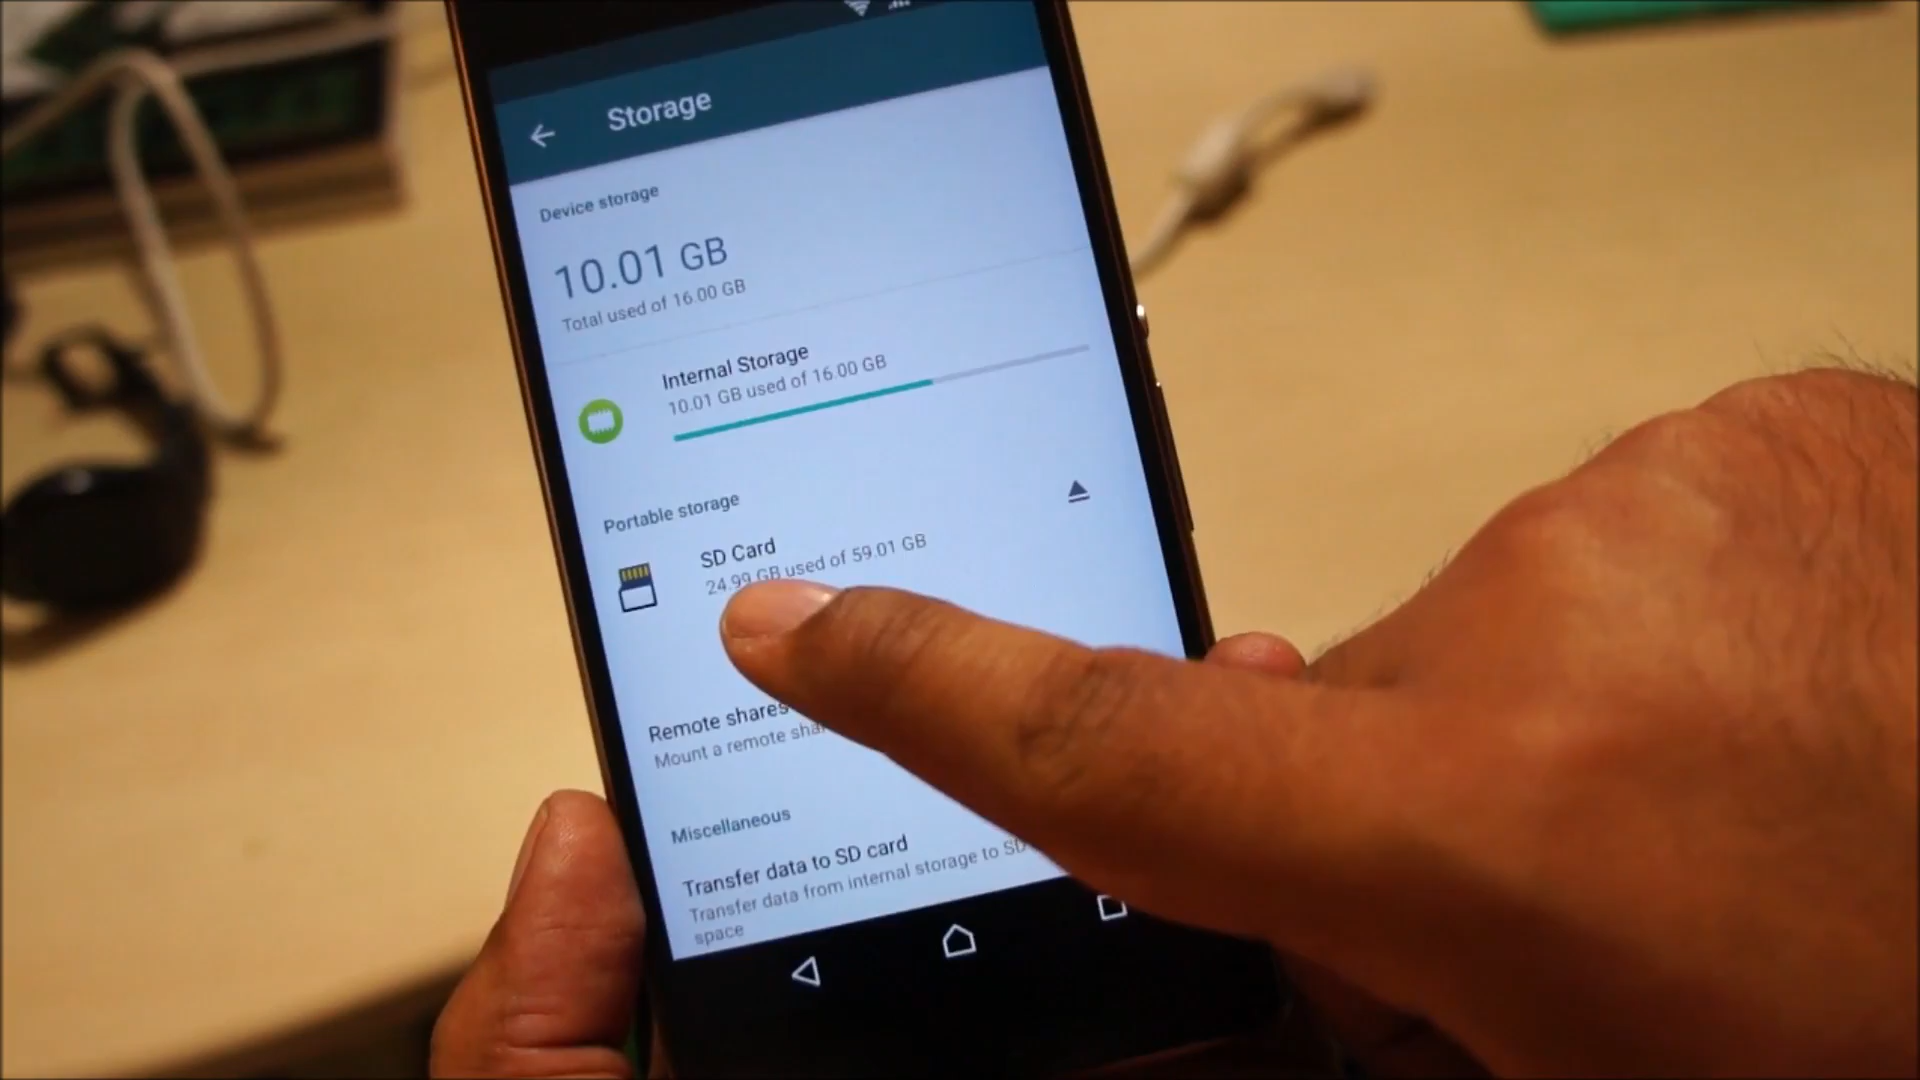 Storage
Device storage
10.01 GB
Total used of 16.00 GB
Internal Storage
10.01 GB used of 16.00 GB
Portable storage
SD Card
24.99 GB used of 59.01 GB
Remote shares
Mount a remote
Miscellaneous
Transfer data to SD card
Transfer data from internal storage to SD
space